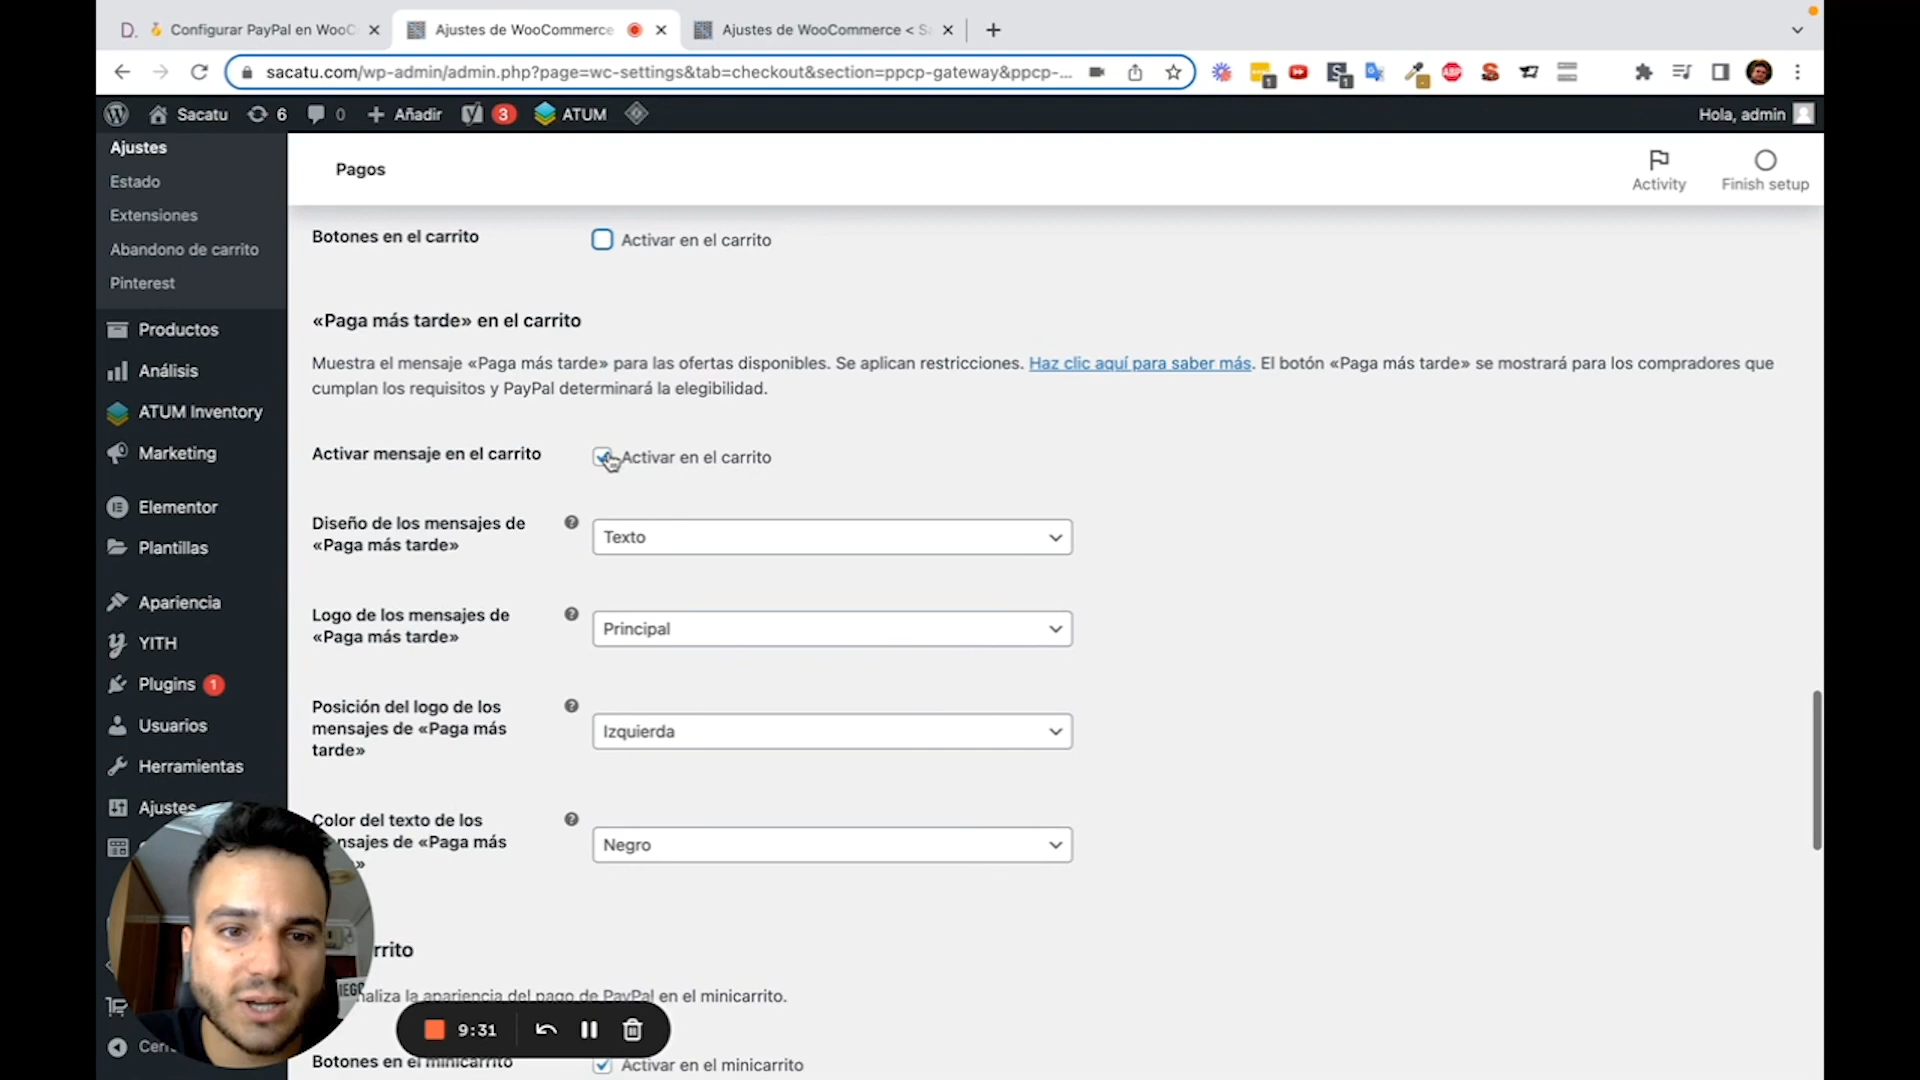 D. Configurar PayPal en WooC
Ajustes de WooCommerce
Ajustes de WooCommerce < S
sacatu.com/wp-admin/admin.php?page=wc-settings&tab=checkout&section=ppcp-gateway&ppcp-...
Sacatu 6 0 Añadir 3 ATUM
Hola, admin
Ajustes
Estado
Extensiones
Abandono de carrito
Pinterest
Productos
Análisis
ATUM Inventory
Marketing
Elementor
Plantillas
Apariencia
YITH
Plugins 1
Usuarios
Herramientas
Ajustes
Pagos
Activity
Finish setup
Botones en el carrito
Activar en el carrito
«Paga más tarde» en el carrito
Muestra el mensaje «Paga más tarde» para las ofertas disponibles. Se aplican restricciones. Haz clic aquí para saber más. El botón «Paga más tarde» se mostrará para los compradores que
cumplan los requisitos y PayPal determinará la elegibilidad.
Activar mensaje en el carrito
Activar en el carrito
Diseño de los mensajes de
«Paga más tarde»
Texto
Logo de los mensajes de
«Paga más tarde»
Principal
Posición del logo de los
mensajes de «Paga más
tarde»
Izquierda
Color del texto de los
nsajes de «Paga más
»
Negro
rrito
naliza la apariencia del pago de PayPal en el minicarrito.
9:31
Botones en el minicarrito
Activar en el minicarrito